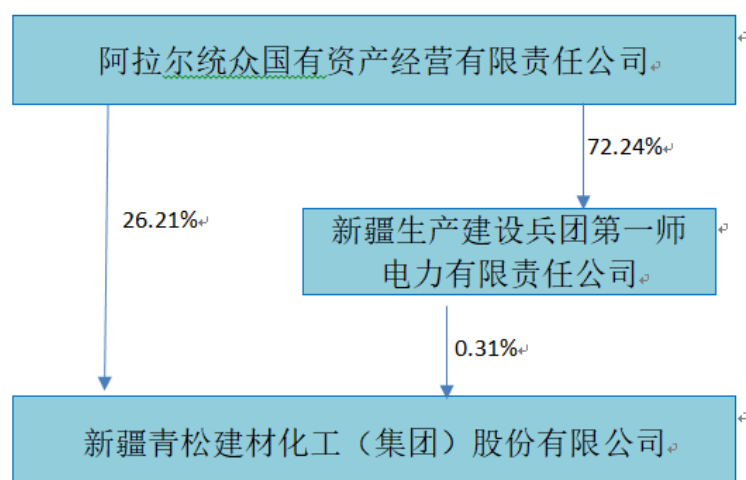 阿拉尔统众国有资产经营有限责任公司
72.24%
26.21%
新疆生产建设兵团第一师
电力有限责任公司
0.31%
新疆青松建材化工（集团）股份有限公司